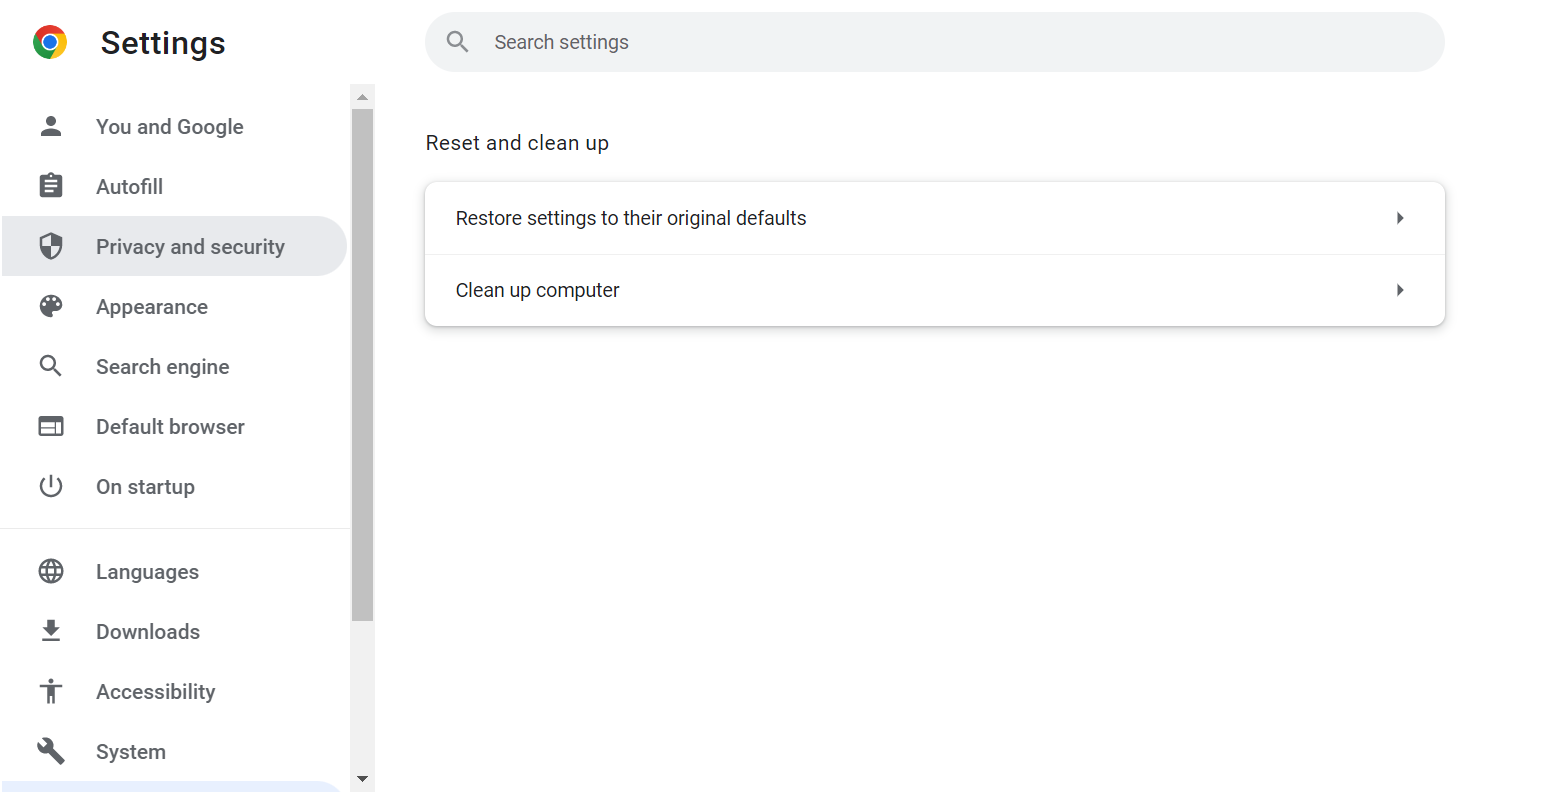 Settings
Search settings
You and Google
Autofill
Privacy and security
Appearance
Search engine
Default browser
On startup
Languages
Downloads
Accessibility
System
Reset and clean up
Restore settings to their original defaults
Clean up computer